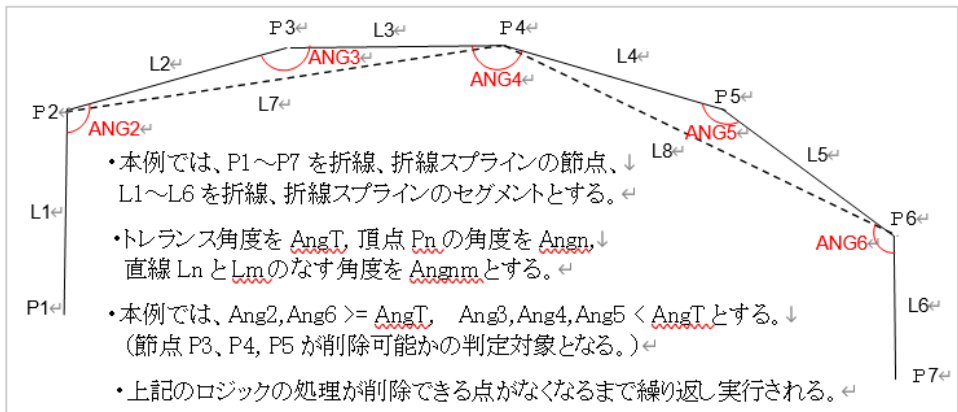 P3↵
L3↵
P4↵
L2↵
ANG3↵
L4↵
ANG4↵
L7↵
P5↵
P2↵
ANG2↵
ANG5↵
L8↵
L5↵
・本例では、P1～P7 を折線、折線スプラインの節点、↓
L1～L6 を折線、折線スプラインのセグメントとする。↵
L1↵
P6↵
・トレランス角度を AngT, 頂点 Pn の角度を Angn,↓
ANG6↵
直線 Ln と Lm のなす角度を Angnm とする。↵
P1↵
・本例では、Ang2,Ang6 >= AngT, Ang3,Ang4,Ang5 < AngT とする。↓
L6↵
（節点 P3、P4, P5 が削除可能かの判定対象となる。）↵
P7↵
・上記のロジックの処理が削除できる点がなくなるまで繰り返し実行される。↵